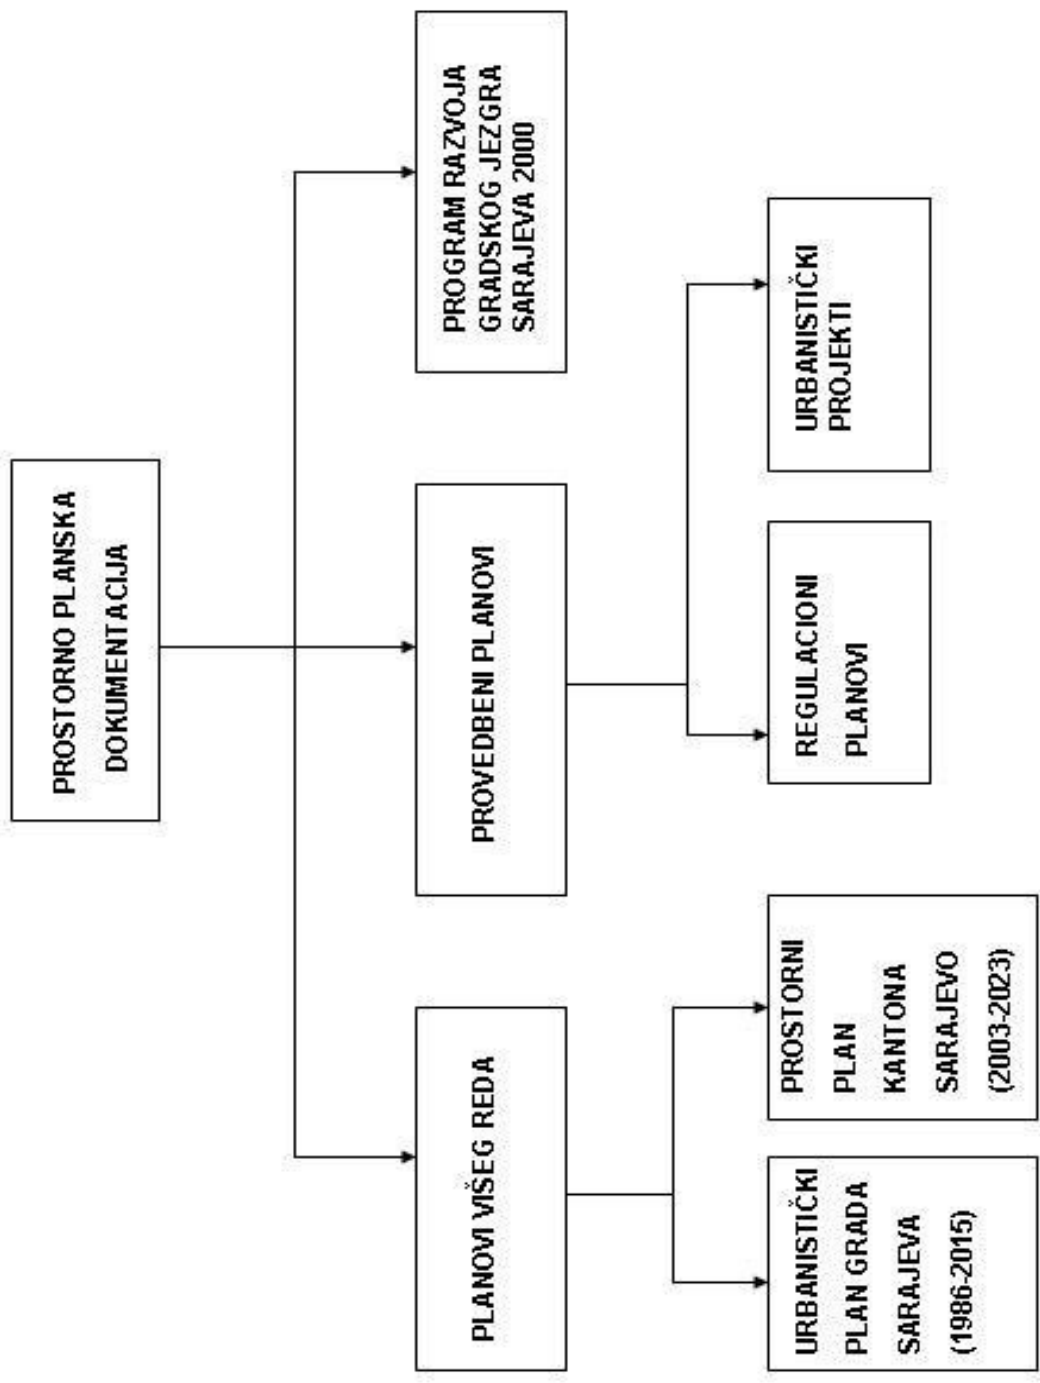 PROSTORNO PLANSKA
DOKUMENTACIJA
PLANOVI VIŠEG REDA
PROVEDBENI PLANOVI
PROGRAM RAZVOJA
GRADSKOG JEZGRA
SARAJEVA 2000
URBANISTIČKI
PLAN GRADA
SARAJEVA
(1986-2015)
PROSTORNI
PLAN
KANTONA
SARAJEVO
(2003-2023)
REGULACIONI
PLANOVI
URBANISTIČKI
PROJEKTI